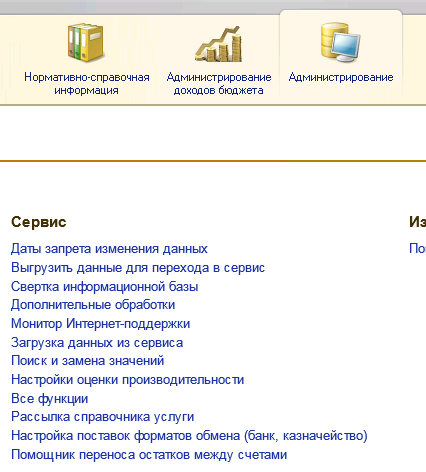 Нормативно-справочная
информация
Администрирование
доходов бюджета
Администрирование
Сервис
Даты запрета изменения данных
Выгрузить данные для перехода в сервис
Свертка информационной базы
Дополнительные обработки
Монитор Интернет-поддержки
Загрузка данных из сервиса
Поиск и замена значений
Настройки оценки производительности
Все функции
Рассылка справочника услуги
Настройка поставок форматов обмена (банк, казначейство)
Помощник переноса остатков между счетами
Из
По